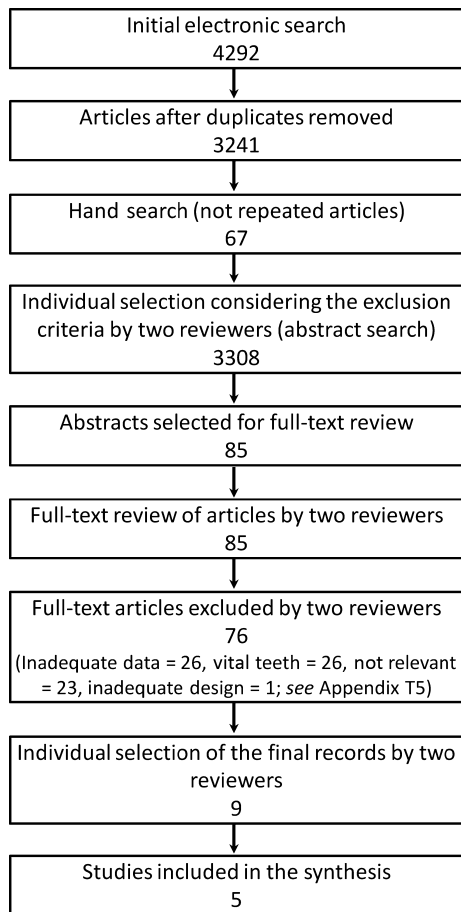 Initial electronic search
4292
Articles after duplicates removed
3241
Hand search (not repeated articles)
67
Individual selection considering the exclusion
criteria by two reviewers (abstract search)
3308
Abstracts selected for full-text review
85
Full-text review of articles by two reviewers
85
Full-text articles excluded by two reviewers
76
(Inadequate data = 26, vital teeth = 26, not relevant
= 23, inadequate design = 1; see Appendix T5)
Individual selection of the final records by two
reviewers
9
Studies included in the synthesis
5